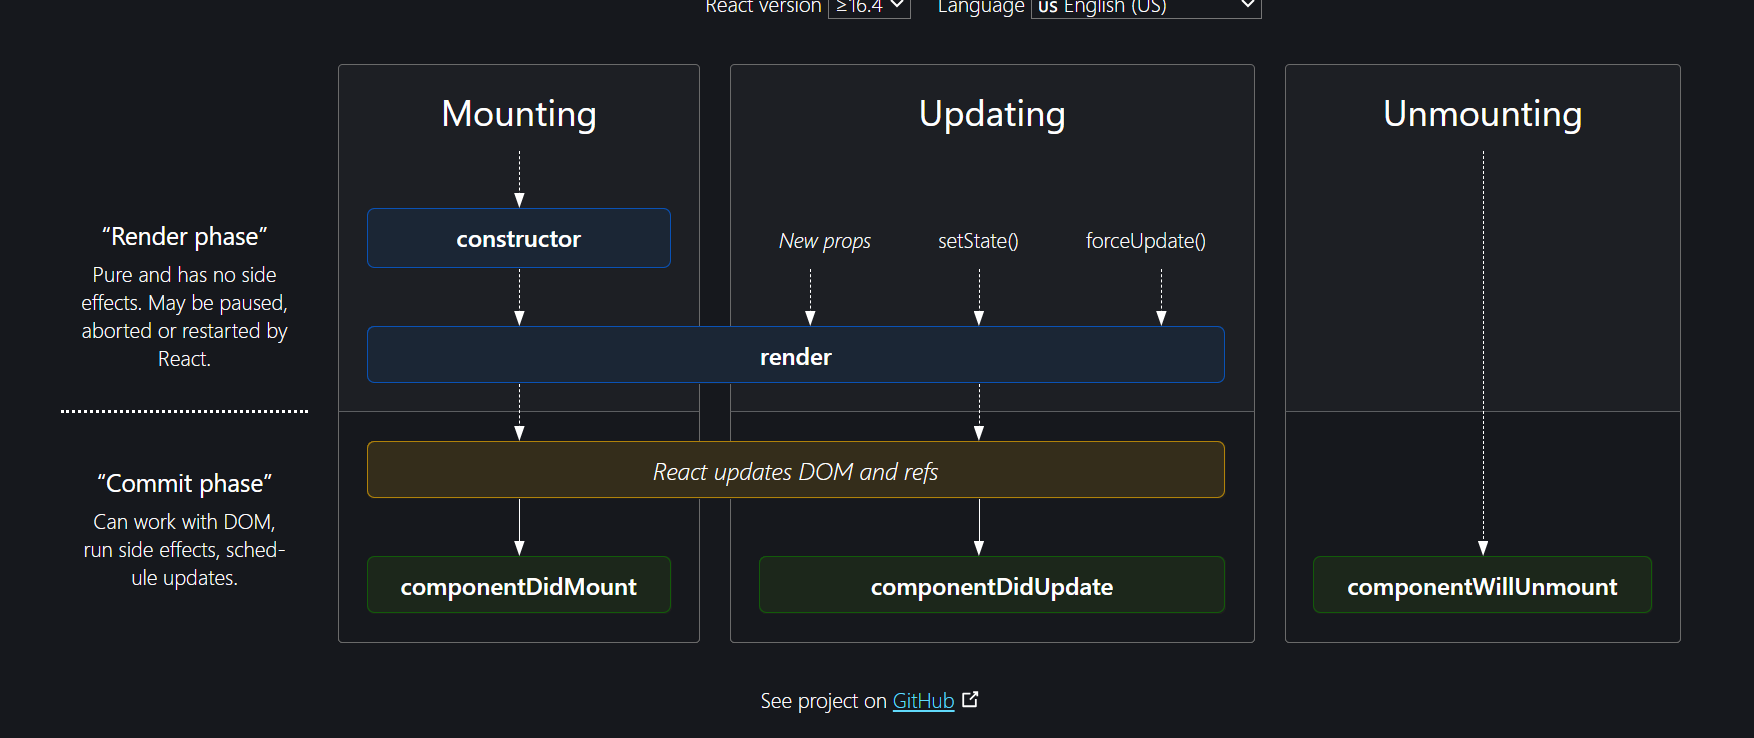 React version ≥16.4 Language US English (US)
Mounting
Updating
Unmounting
“Render phase”
Pure and has no side
effects. May be paused,
aborted or restarted by
React.
constructor
New props
setState()
forceUpdate()
render
“Commit phase”
Can work with DOM,
run side effects, sched-
ule updates.
React updates DOM and refs
componentDidMount
componentDidUpdate
componentWillUnmount
See project on GitHub